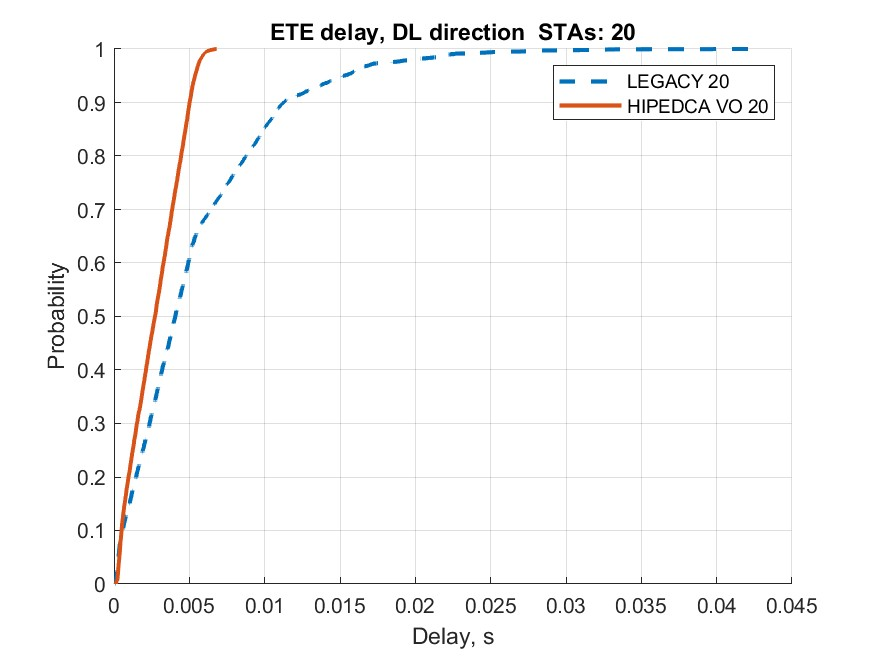 ETE delay, DL direction  STAs: 20
LEGACY 20
HIPEDCA VO 20
Probability
1
0.9
0.8
0.7
0.6
0.5
0.4
0.3
0.2
0.1
0
0 0.005 0.01 0.015 0.02 0.025 0.03 0.035 0.04 0.045
Delay, s